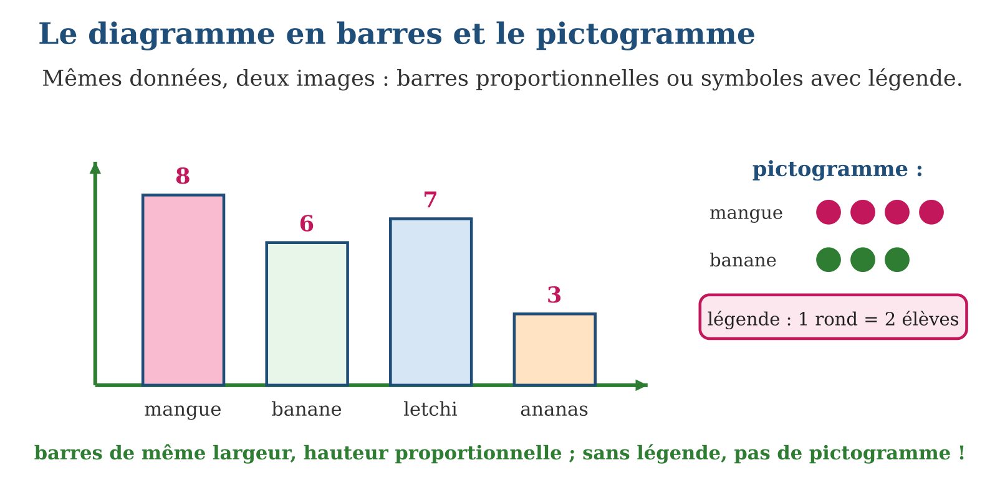 Le diagramme en barres et le pictogramme
Mêmes données, deux images : barres proportionnelles ou symboles avec légende.
8
6
7
3
mangue
banane
letchi
ananas
pictogramme :
mangue
banane
légende : 1 rond = 2 élèves
barres de même largeur, hauteur proportionnelle ; sans légende, pas de pictogramme !